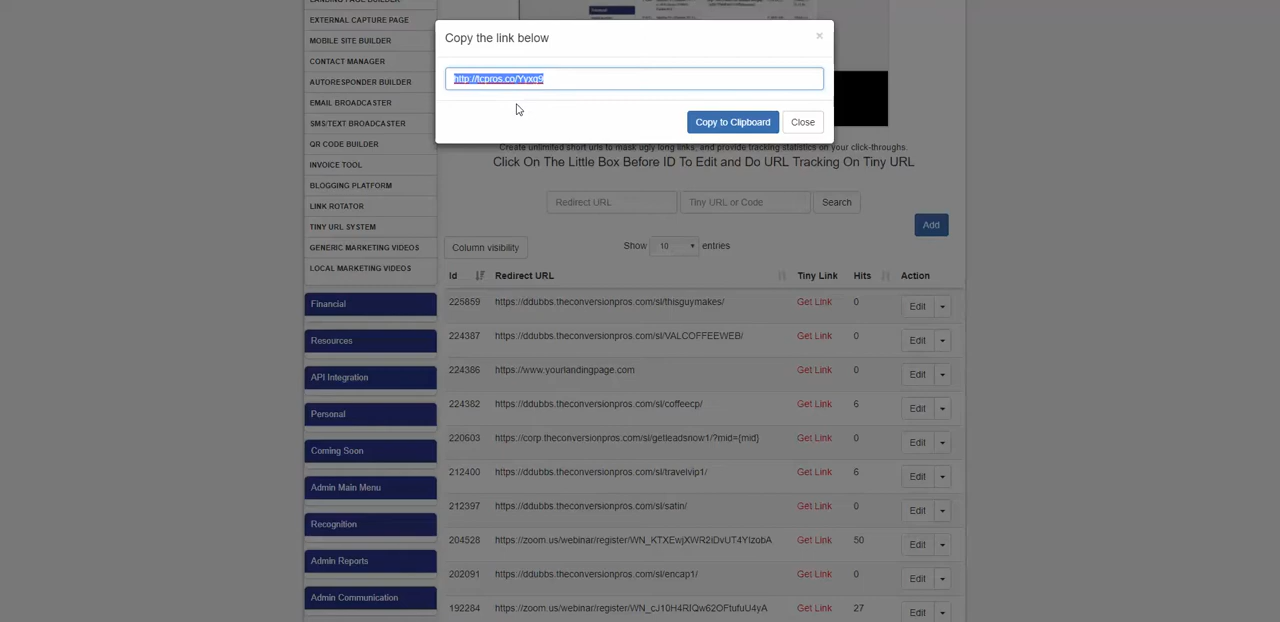 LANDING PAGE BUILDER
EXTERNAL CAPTURE PAGE
MOBILE SITE BUILDER
CONTACT MANAGER
AUTORESPONDER BUILDER
EMAIL BROADCASTER
SMS/TEXT BROADCASTER
QR CODE BUILDER
INVOICE TOOL
BLOGGING PLATFORM
LINK ROTATOR
TINY URL SYSTEM
GENERIC MARKETING VIDEOS
LOCAL MARKETING VIDEOS
Financial
Resources
API Integration
Personal
Coming Soon
Admin Main Menu
Recognition
Admin Reports
Admin Communication
Copy the link below
×
http://tcpros.co/Yyxq9
Copy to Clipboard Close
Create unlimited short urls to mask ugly long links, and provide tracking statistics on your click-throughs.
Click On The Little Box Before ID To Edit and Do URL Tracking On Tiny URL
Redirect URL Tiny URL or Code Search
Add
Column visibility Show 10 entries
Id Redirect URL Tiny Link Hits Action
225859 https://ddubbs.theconversionpros.com/sl/thisguymakes/ Get Link 0 Edit
224387 https://ddubbs.theconversionpros.com/sl/VALCOFFEEWEB/ Get Link 0 Edit
224386 https://www.yourlandingpage.com Get Link 0 Edit
224382 https://ddubbs.theconversionpros.com/sl/coffeecp/ Get Link 6 Edit
220603 https://corp.theconversionpros.com/sl/getleadsnow1/?mid={mid} Get Link 0 Edit
212400 https://ddubbs.theconversionpros.com/sl/travelvip1/ Get Link 6 Edit
212397 https://ddubbs.theconversionpros.com/sl/satin/ Get Link 0 Edit
204528 https://zoom.us/webinar/register/WN_KTXEwjXWR2iDvUT4YIzobA Get Link 50 Edit
202091 https://ddubbs.theconversionpros.com/sl/encap1/ Get Link 0 Edit
192284 https://zoom.us/webinar/register/WN_cJ10H4RIQw62OFtufuU4yA Get Link 27 Edit